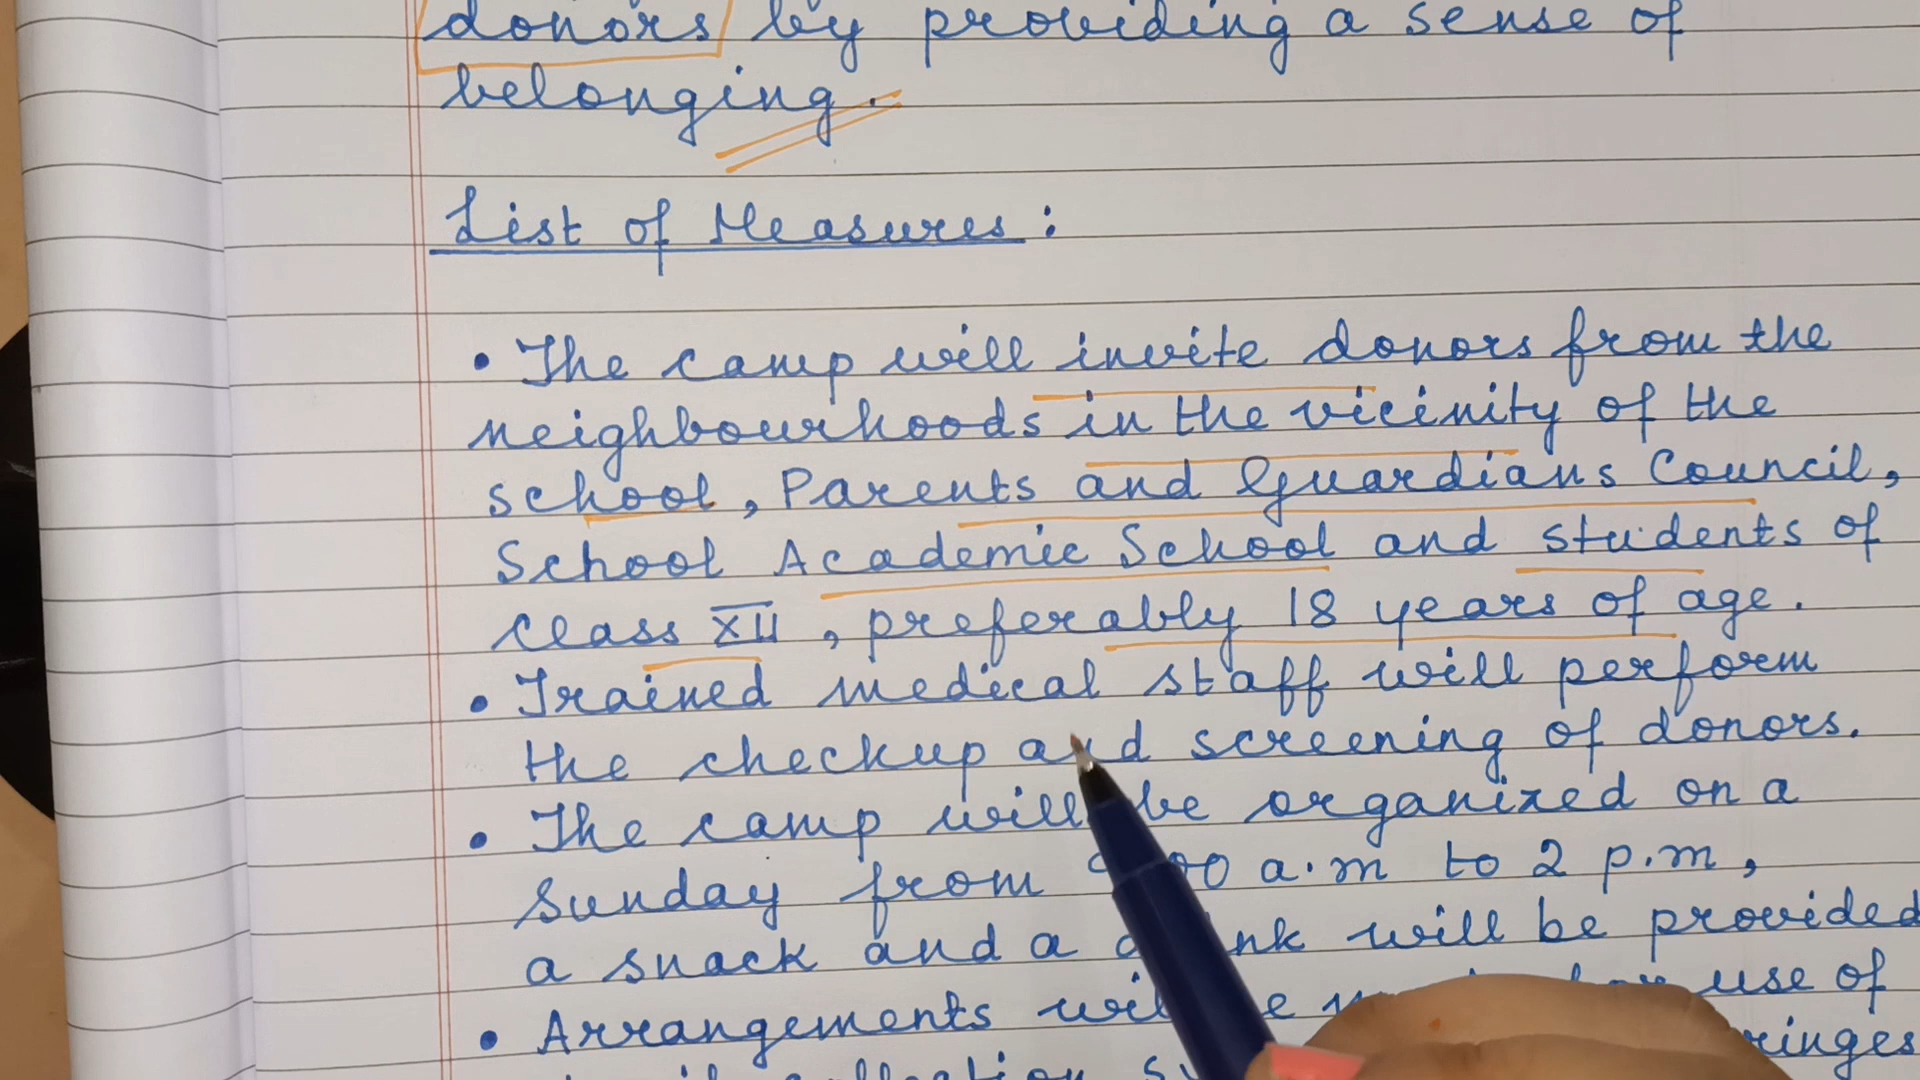 donors by providing a sense of
belonging.
List of Measures:
• The camp will invite donors from the
neighbourhoods in the vicinity of the
school, Parents and Guardians Council,
School Academic School and students of
class XII, preferably 18 years of age.
• Trained medical staff will perform
the checkup and screening of donors.
• The camp will be organized on a
Sunday from 00 a.m to 2 p.m,
a snack and a will be provided
• Arrangements use of